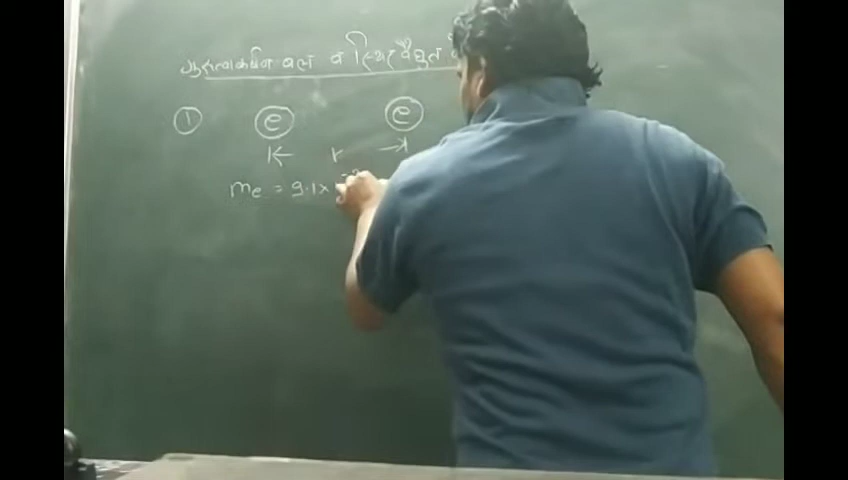 गुरुत्वाकर्षण बल व स्थिर वैद्युत
① e e
r
me = 9.1×